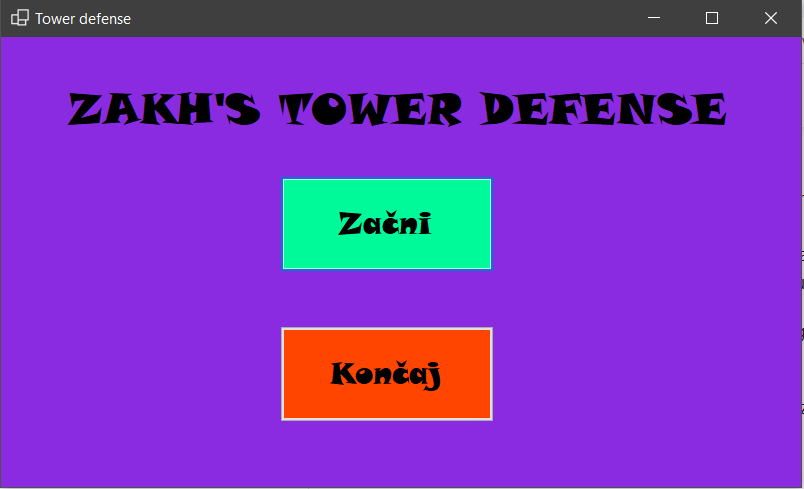 Tower defense
ZAKH'S TOWER DEFENSE
Začni
Končaj